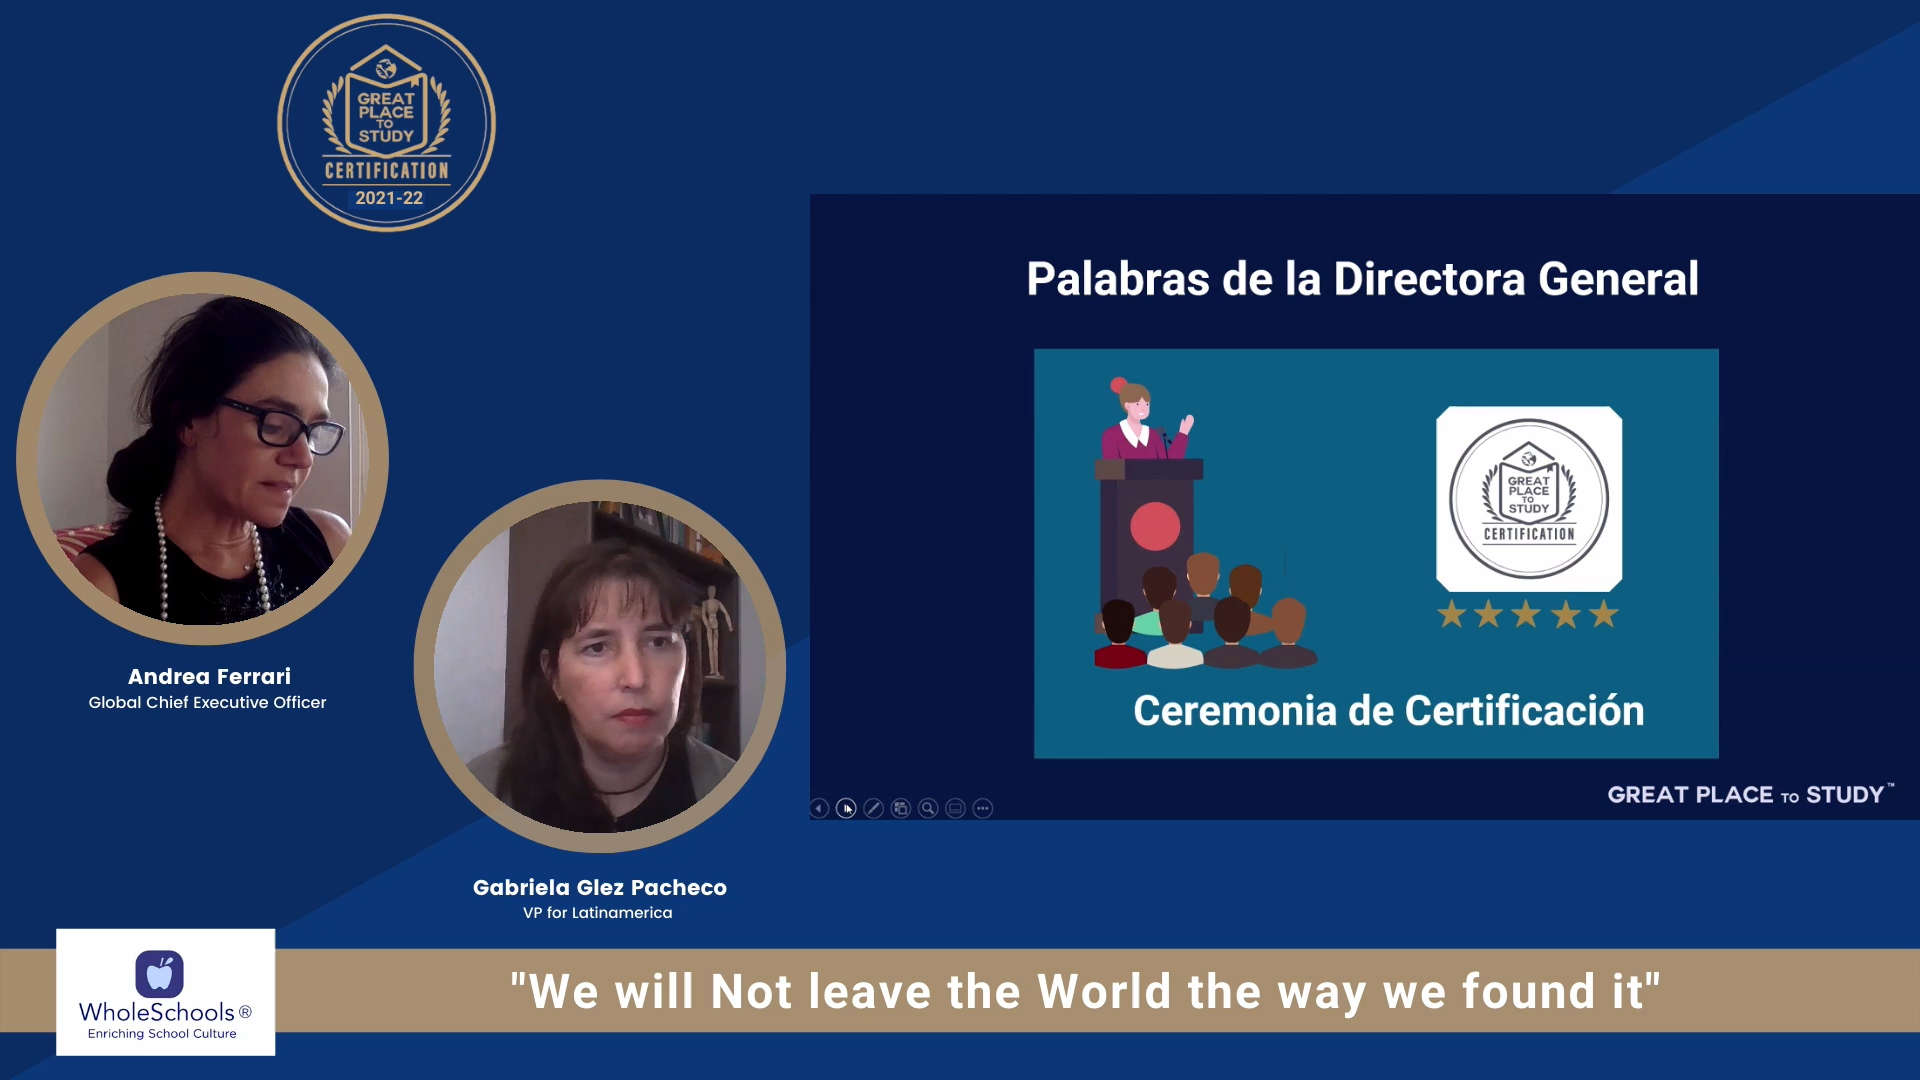 GREAT
PLACE
TO
STUDY
CERTIFICATION
2021-22
Andrea Ferrari
Global Chief Executive Officer
Gabriela Glez Pacheco
VP for Latinamerica
Palabras de la Directora General
GREAT
PLACE
TO
STUDY
CERTIFICATION
Ceremonia de Certificación
GREAT PLACE TO STUDY™
WholeSchools®
Enriching School Culture
"We will Not leave the World the way we found it"